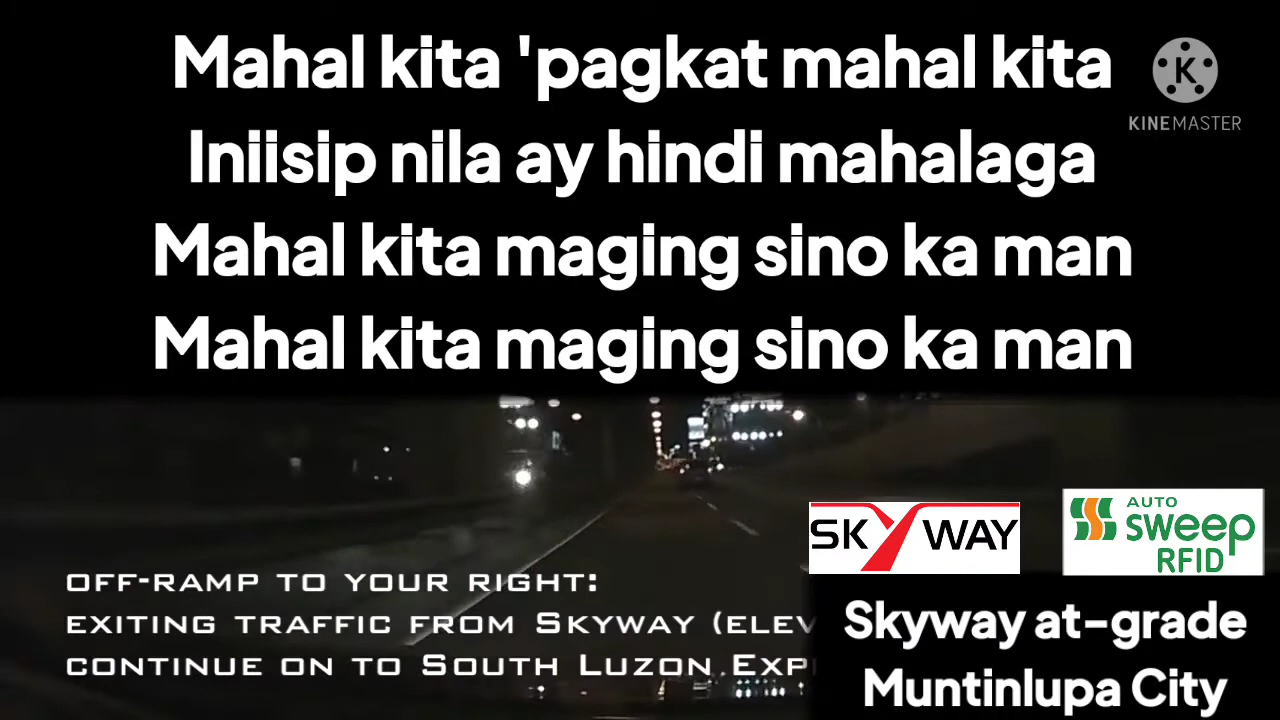 Mahal kita 'pagkat mahal kita
Iniisip nila ay hindi mahalaga
Mahal kita maging sino ka man
Mahal kita maging sino ka man
K
KINEMASTER
SKYWAY
AUTO
sweep
RFID
OFF-RAMP TO YOUR RIGHT:
EXITING TRAFFIC FROM SKYWAY (ELEV
CONTINUE ON TO SOUTH LUZON EXP
Skyway at-grade
Muntinlupa City